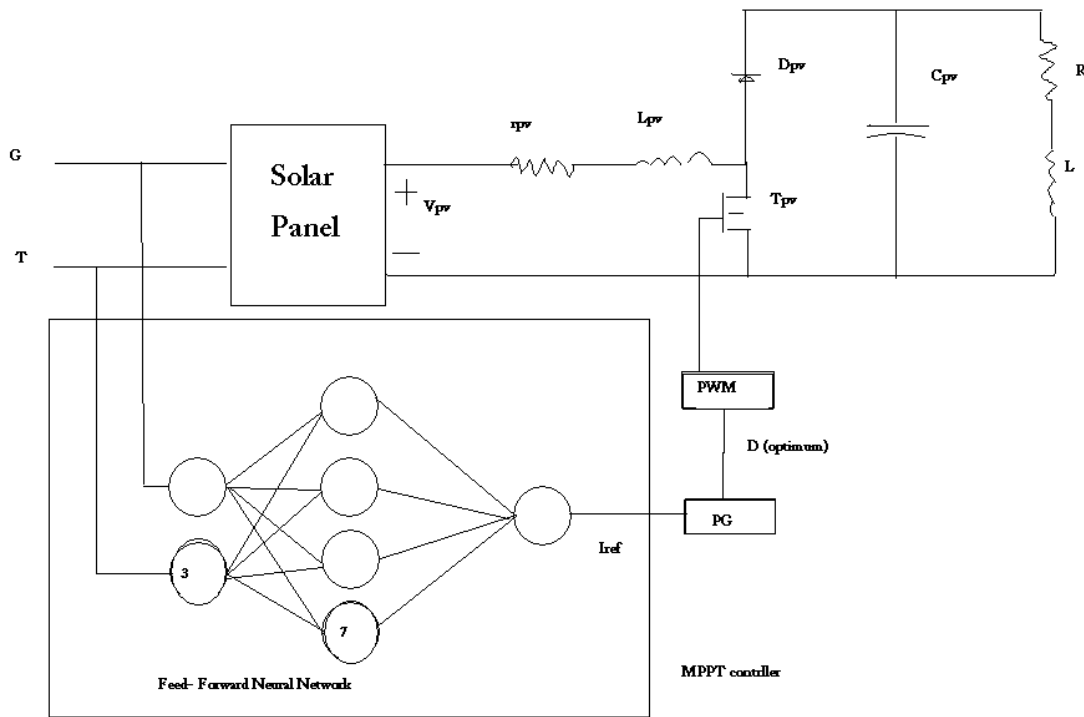 Dpv
Cpv
R
rpv
Lpv
G
Solar
Panel
L
Vpv
Tpv
T
PWM
D (optimum)
PG
Iref
3
7
MPPT contrller
Feed- Forward Neural Network